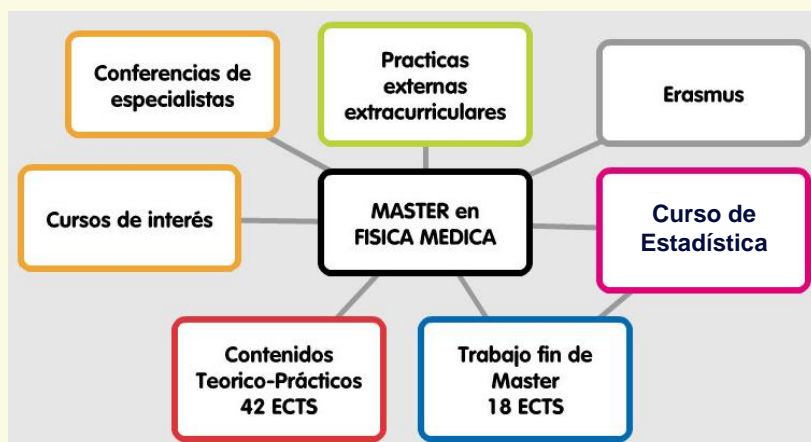 Conferencias de
especialistas
Practicas
externas
extracurriculares
Erasmus
Cursos de interés
MASTER en
FISICA MEDICA
Curso de
Estadística
Contenidos
Teorico-Prácticos
42 ECTS
Trabajo fin de
Master
18 ECTS